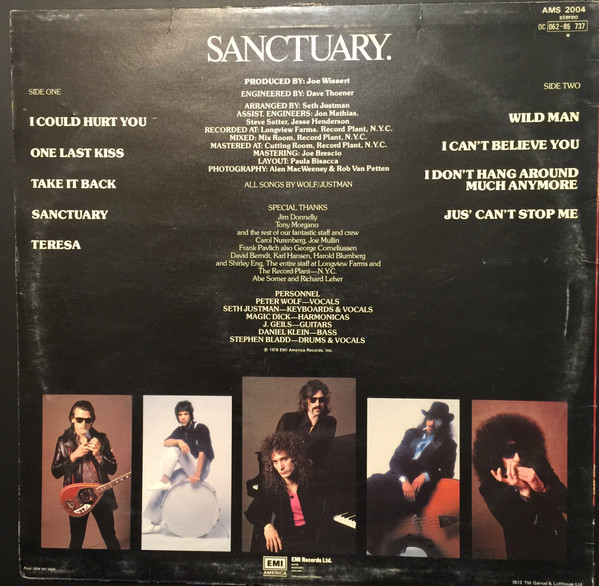 AMS 2004
stereo
OC 062-85 737
SANCTUARY.
PRODUCED BY: Joe Wissert
ENGINEERED BY: Dave Thoener
ARRANGED BY: Seth Justman
ASSIST. ENGINEERS: Jon Mathias,
Steve Satter, Jesse Henderson
RECORDED AT: Longview Farms, Record Plant, N.Y.C.
MIXED: Mix Room, Record Plant, N.Y.C.
MASTERED AT: Cutting Room, Record Plant, N.Y.C.
MASTERING: Joe Brescio
LAYOUT: Paula Bisacca
PHOTOGRAPHY: Alen MacWeeney & Rob Van Petten
ALL SONGS BY WOLF/JUSTMAN
SIDE ONE
I COULD HURT YOU
ONE LAST KISS
TAKE IT BACK
SANCTUARY
TERESA
SIDE TWO
WILD MAN
I CAN'T BELIEVE YOU
I DON'T HANG AROUND
MUCH ANYMORE
JUS' CAN'T STOP ME
SPECIAL THANKS
Jim Donnelly
Tony Morgano
and the rest of our fantastic staff and crew
Carol Nurenberg, Joe Mullin
Frank Pavlich also George Corneliussen
David Berndt, Karl Hansen, Harold Blumberg
and Shirley Eng, The entire staff at Longview Farms and
The Record Plant—N.Y.C.
Abe Somer and Richard Leher
PERSONNEL
PETER WOLF—VOCALS
SETH JUSTMAN—KEYBOARDS & VOCALS
MAGIC DICK—HARMONICAS
J. GEILS—GUITARS
DANIEL KLEIN—BASS
STEPHEN BLADD—DRUMS & VOCALS
℗ 1978 EMI America Records, Inc.
EMI
AMERICA
EMI Records Ltd.
7812 TM Garrod & Lofthouse Ltd.